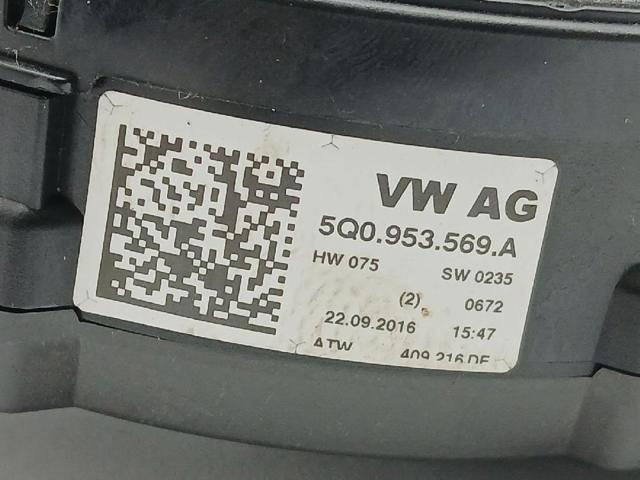 VW AG
5Q0.953.569.A
HW 075 SW 0235
(2) 0672
22.09.2016 15:47
ATW 409.216.DE